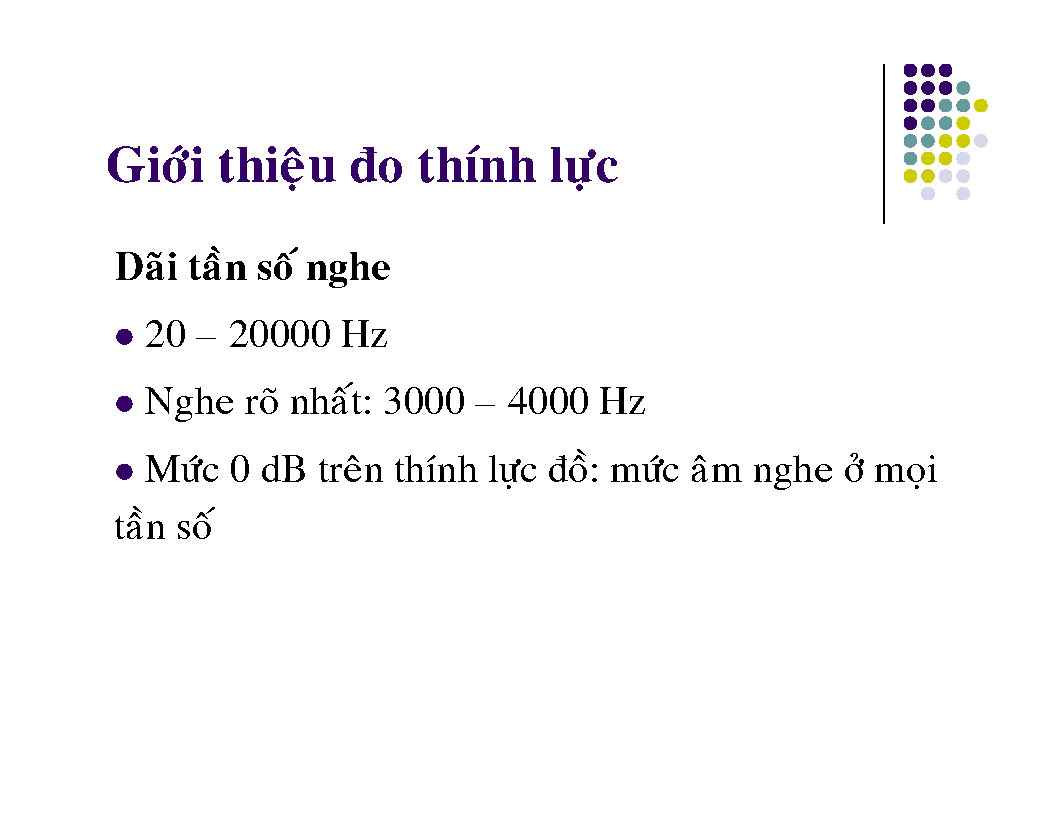 Giới thiệu đo thính lực
Dãi tần số nghe
● 20 – 20000 Hz
● Nghe rõ nhất: 3000 – 4000 Hz
● Mức 0 dB trên thính lực đồ: mức âm nghe ở mọi
tần số